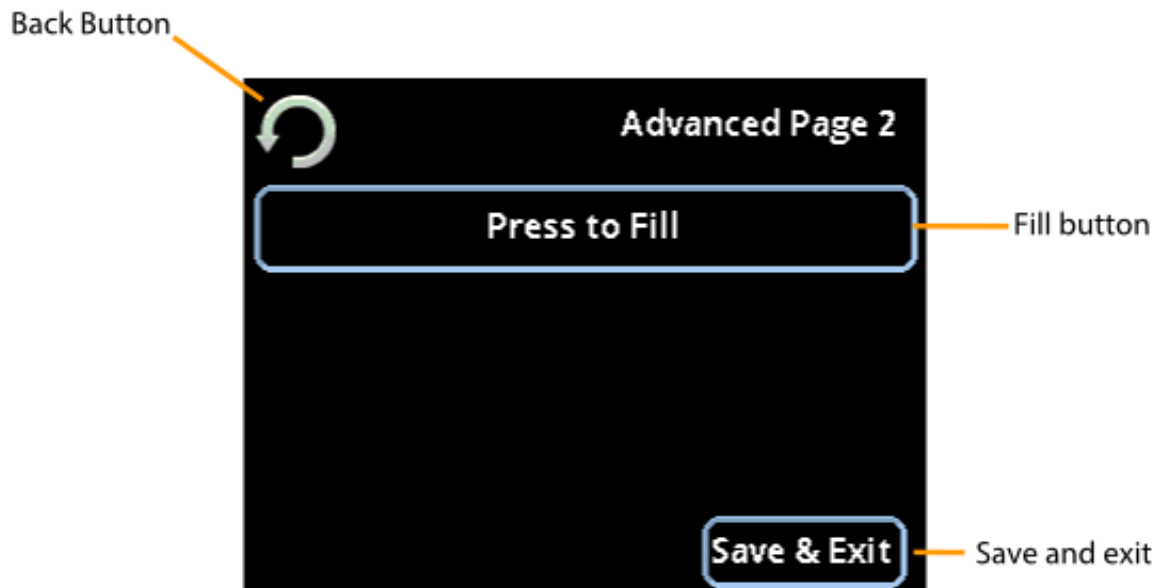 Back Button
Advanced Page 2
Press to Fill
Fill button
Save & Exit
Save and exit